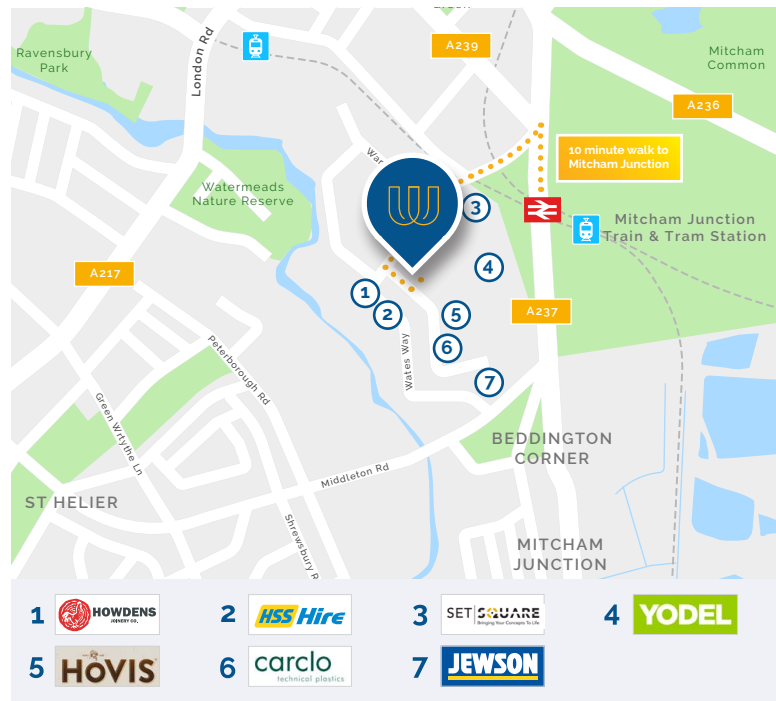 Ravensbury
Park
London Rd
A239
Mitcham
Common
A236
10 minute walk to
Mitcham Junction
Watermeads
Nature Reserve
3
Mitcham Junction
Train & Tram Station
A217
4
1
2
5
A237
6
7
Wates Way
Peterborough Rd
Green Wrtythe Ln
BEDDINGTON
CORNER
Middleton Rd
ST HELIER
Shrewsbury R
MITCHAM
JUNCTION
1 HOWDENS
JOINERY CO.
2 HSS Hire
3 SET SQUARE
Bringing Your Concepts To Life
4 YODEL
5 HOVIS
6 carclo
technical plastics
7 JEWSON